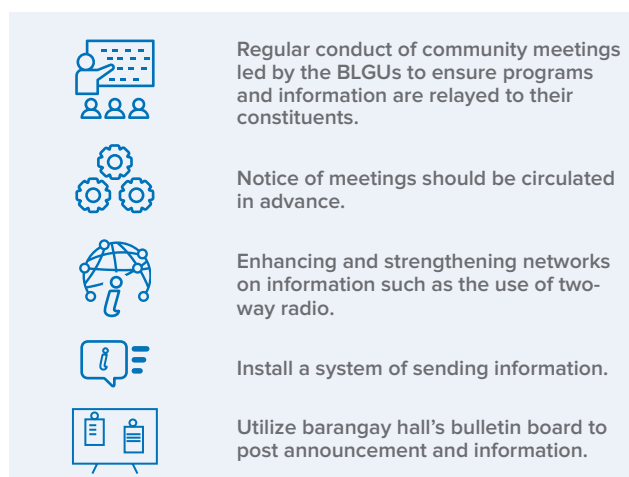 Regular conduct of community meetings
led by the BLGUs to ensure programs
and information are relayed to their
constituents.
Notice of meetings should be circulated
in advance.
Enhancing and strengthening networks
on information such as the use of two-
way radio.
Install a system of sending information.
Utilize barangay hall’s bulletin board to
post announcement and information.